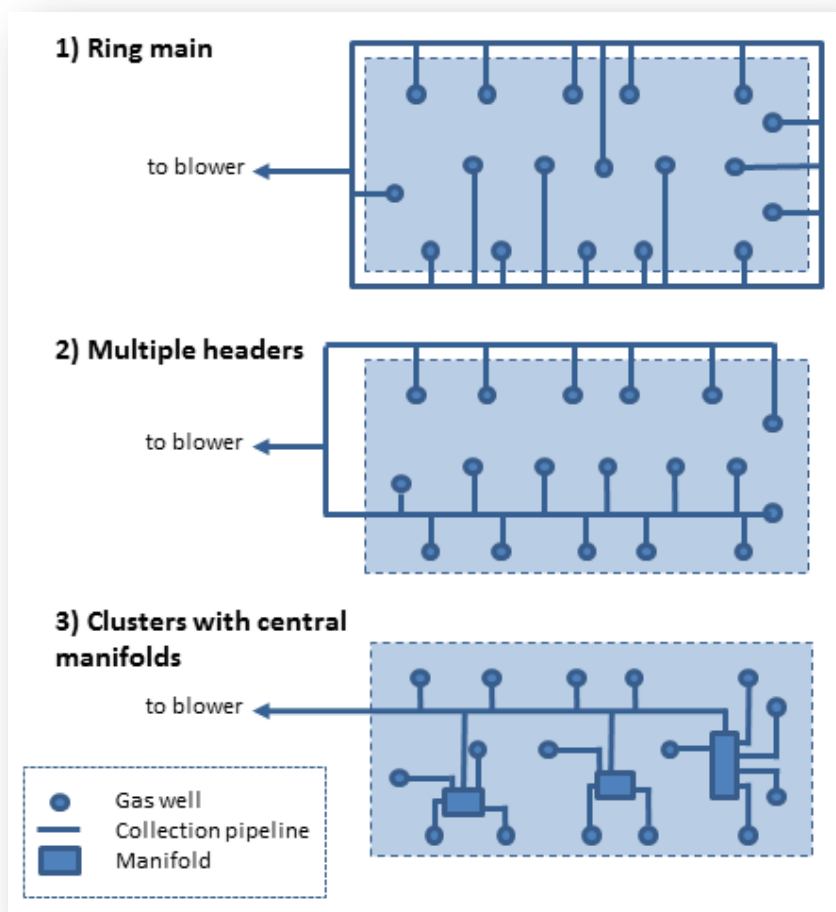 1) Ring main
to blower
2) Multiple headers
to blower
3) Clusters with central
manifolds
to blower
Gas well
Collection pipeline
Manifold